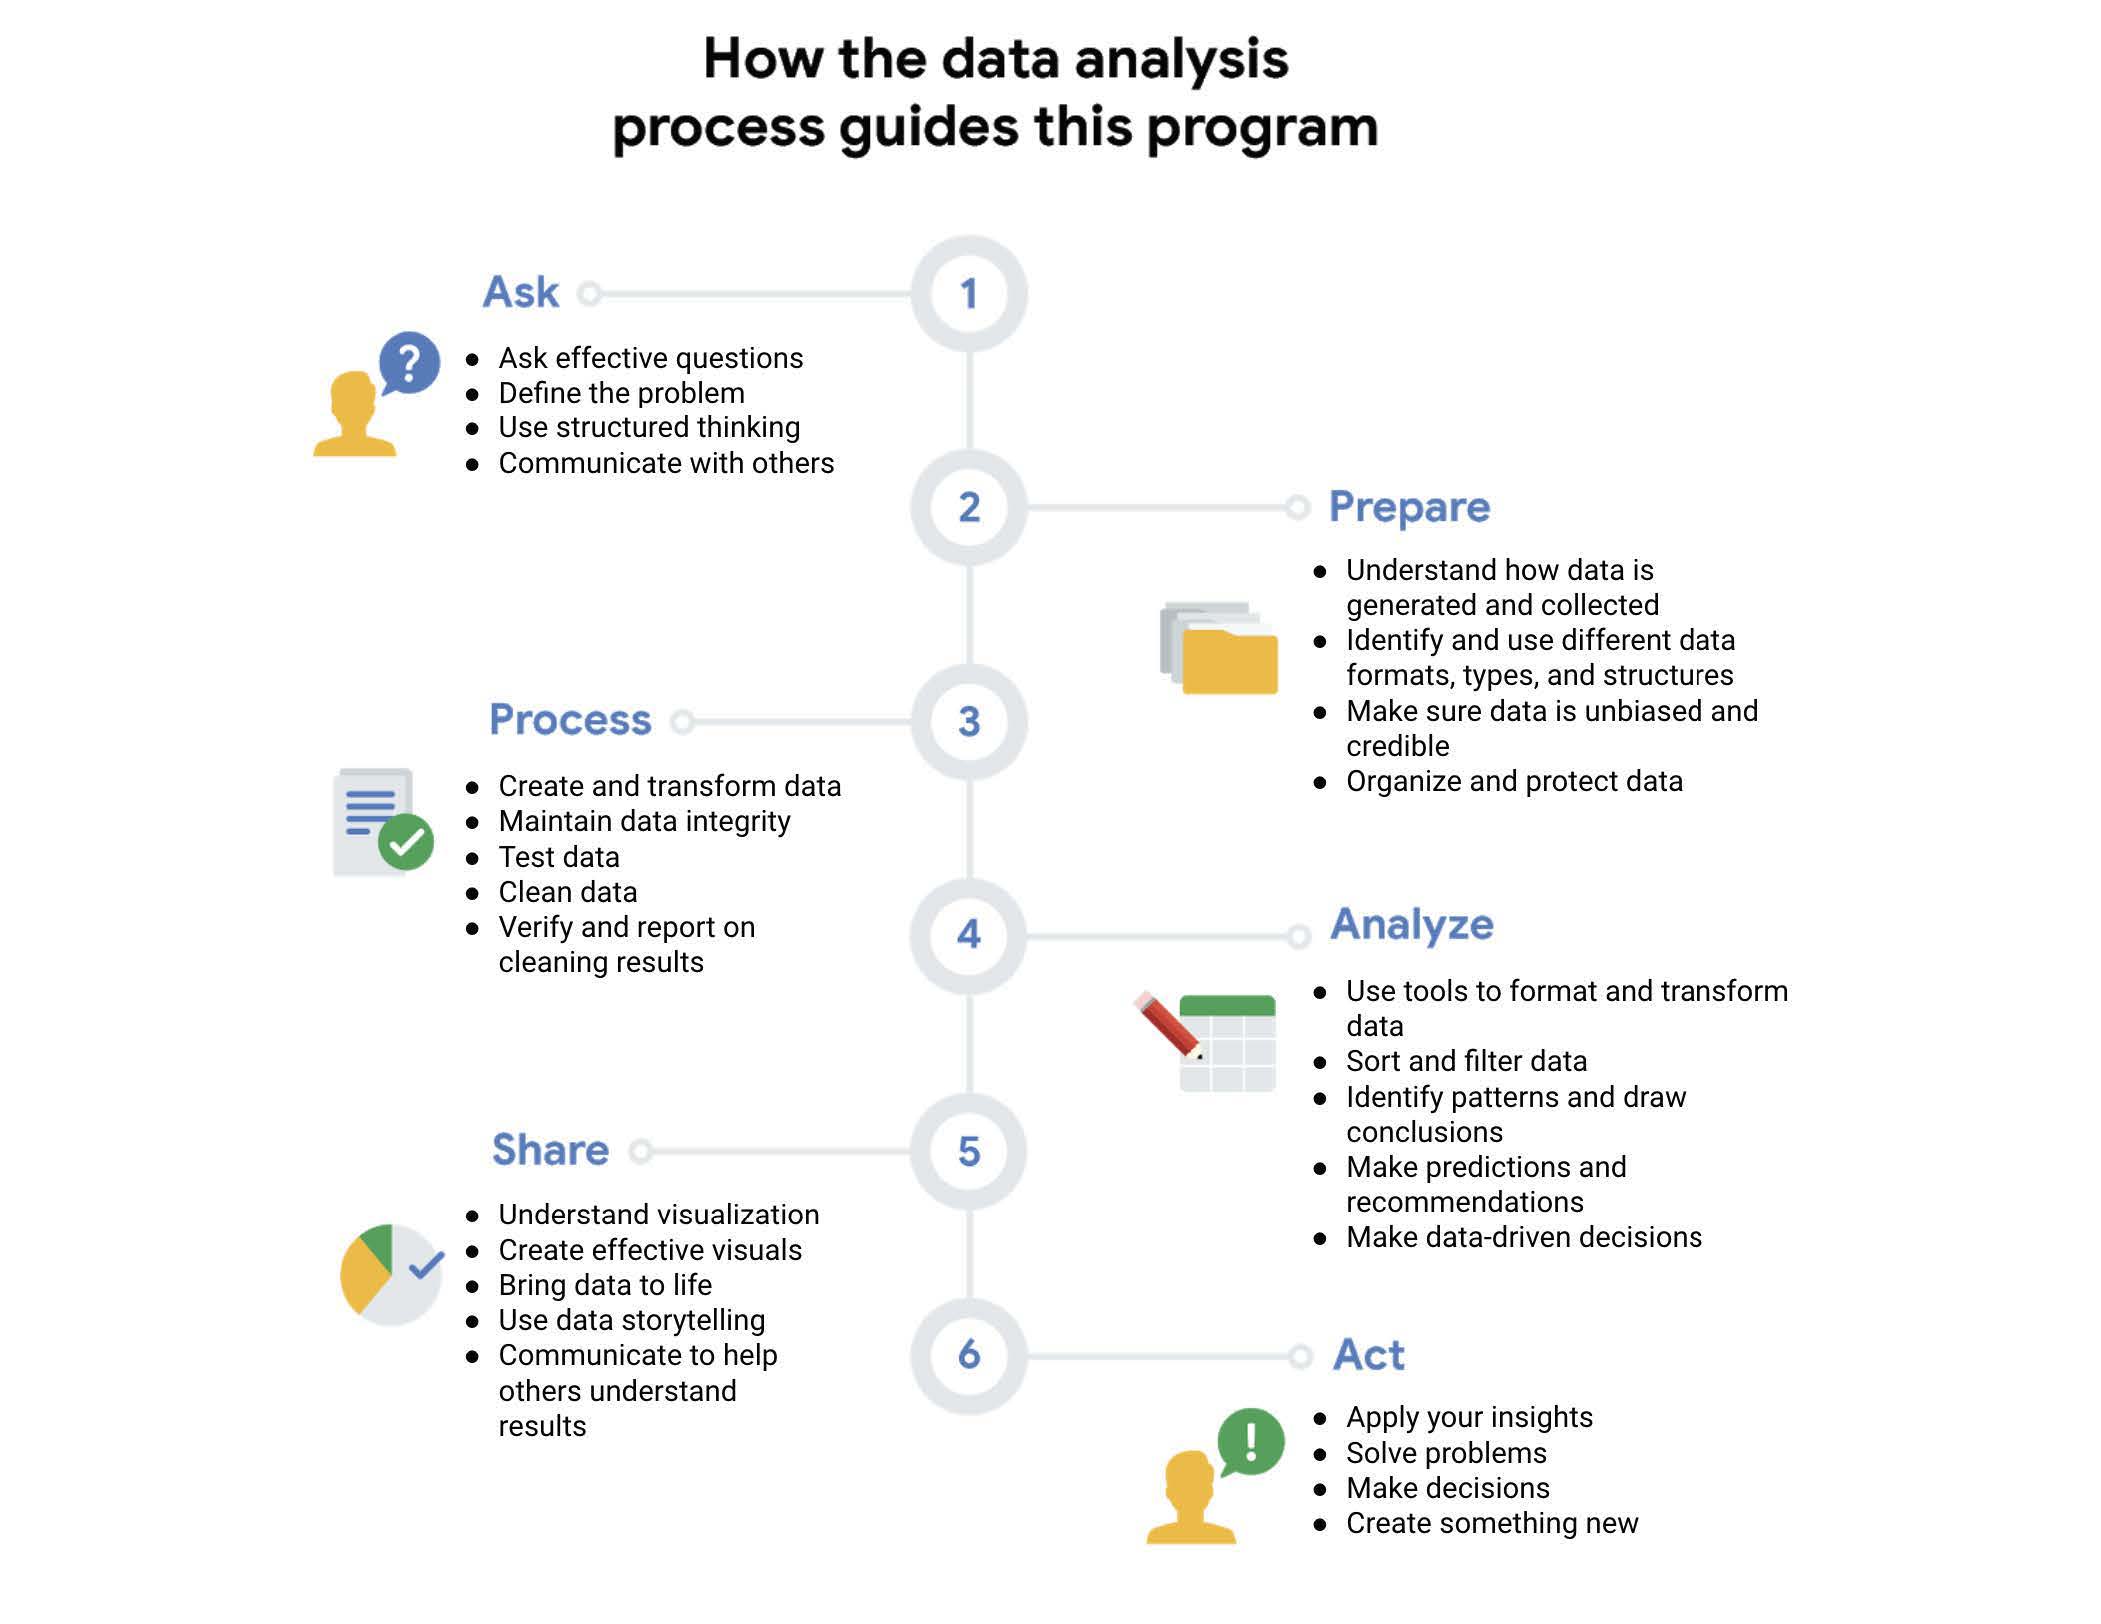 How the data analysis
process guides this program
1
Ask
?
● Ask effective questions
● Define the problem
● Use structured thinking
● Communicate with others
2
Prepare
● Understand how data is
generated and collected
● Identify and use different data
formats, types, and structures
● Make sure data is unbiased and
credible
● Organize and protect data
3
Process
● Create and transform data
● Maintain data integrity
● Test data
● Clean data
● Verify and report on
cleaning results
4
Analyze
● Use tools to format and transform
data
● Sort and filter data
● Identify patterns and draw
conclusions
● Make predictions and
recommendations
● Make data-driven decisions
5
Share
● Understand visualization
● Create effective visuals
● Bring data to life
● Use data storytelling
● Communicate to help
others understand
results
6
Act
!
● Apply your insights
● Solve problems
● Make decisions
● Create something new